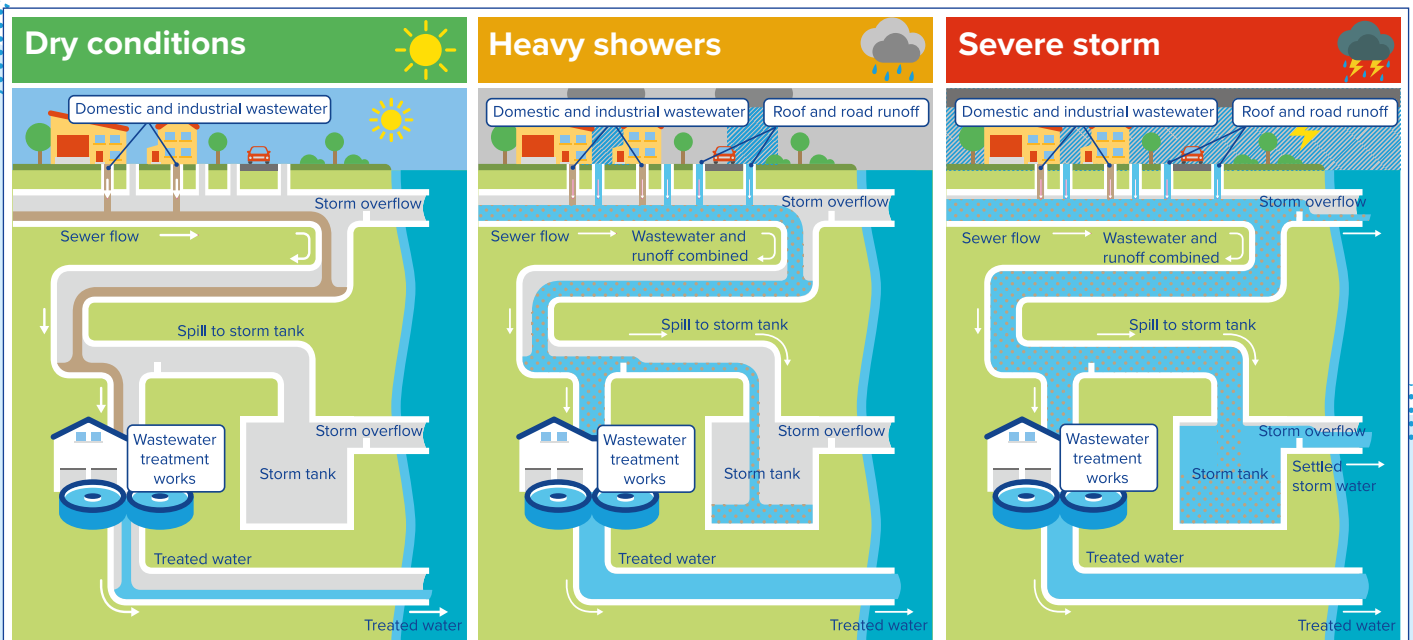 Dry conditions
Domestic and industrial wastewater
Storm overflow
Sewer flow
Spill to storm tank
Storm overflow
Wastewater
treatment
works
Storm tank
Treated water
Treated water
Heavy showers
Domestic and industrial wastewater
Roof and road runoff
Storm overflow
Sewer flow
Wastewater and
runoff combined
Spill to storm tank
Storm overflow
Wastewater
treatment
works
Storm tank
Treated water
Treated water
Severe storm
Domestic and industrial wastewater
Roof and road runoff
Storm overflow
Sewer flow
Wastewater and
runoff combined
Spill to storm tank
Storm overflow
Wastewater
treatment
works
Storm tank
Settled
storm water
Treated water
Treated water